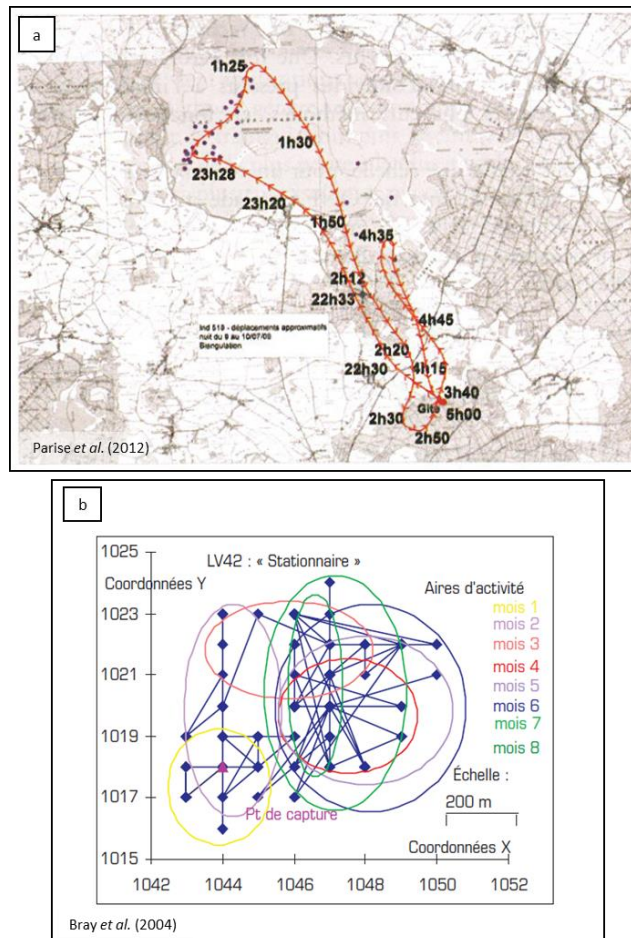 a
1h25
1h30
23h28
23h20
1h50
4h35
2h12
22h33
Ind 519 - déplacements approximatifs
nuit du 9 au 10/07/09
Biangulation
4h45
2h20
22h30
4h15
3h40
Gîte
5h00
2h30
2h50
Parise et al. (2012)
b
LV42 : « Stationnaire »
Coordonnées Y
1025
1023
1021
1019
1017
1015
Aires d'activité
mois 1
mois 2
mois 3
mois 4
mois 5
mois 6
mois 7
mois 8
Échelle :
200 m
Pt de capture
Coordonnées X
1042 1044 1046 1048 1050 1052
Bray et al. (2004)